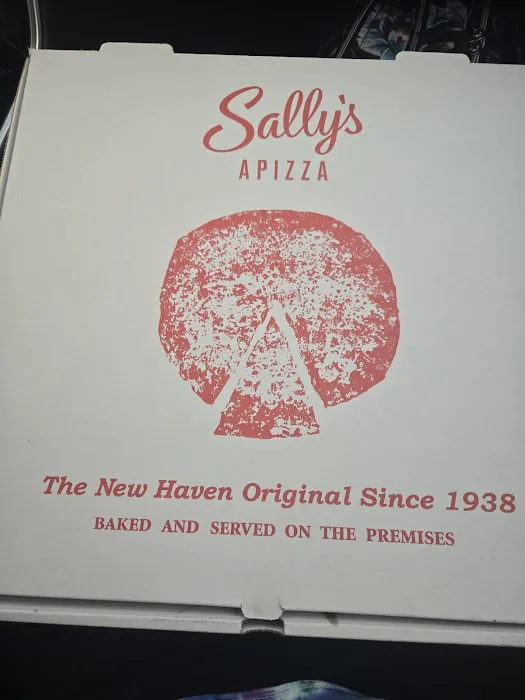 Sally's
APIZZA
The New Haven Original Since 1938
BAKED AND SERVED ON THE PREMISES